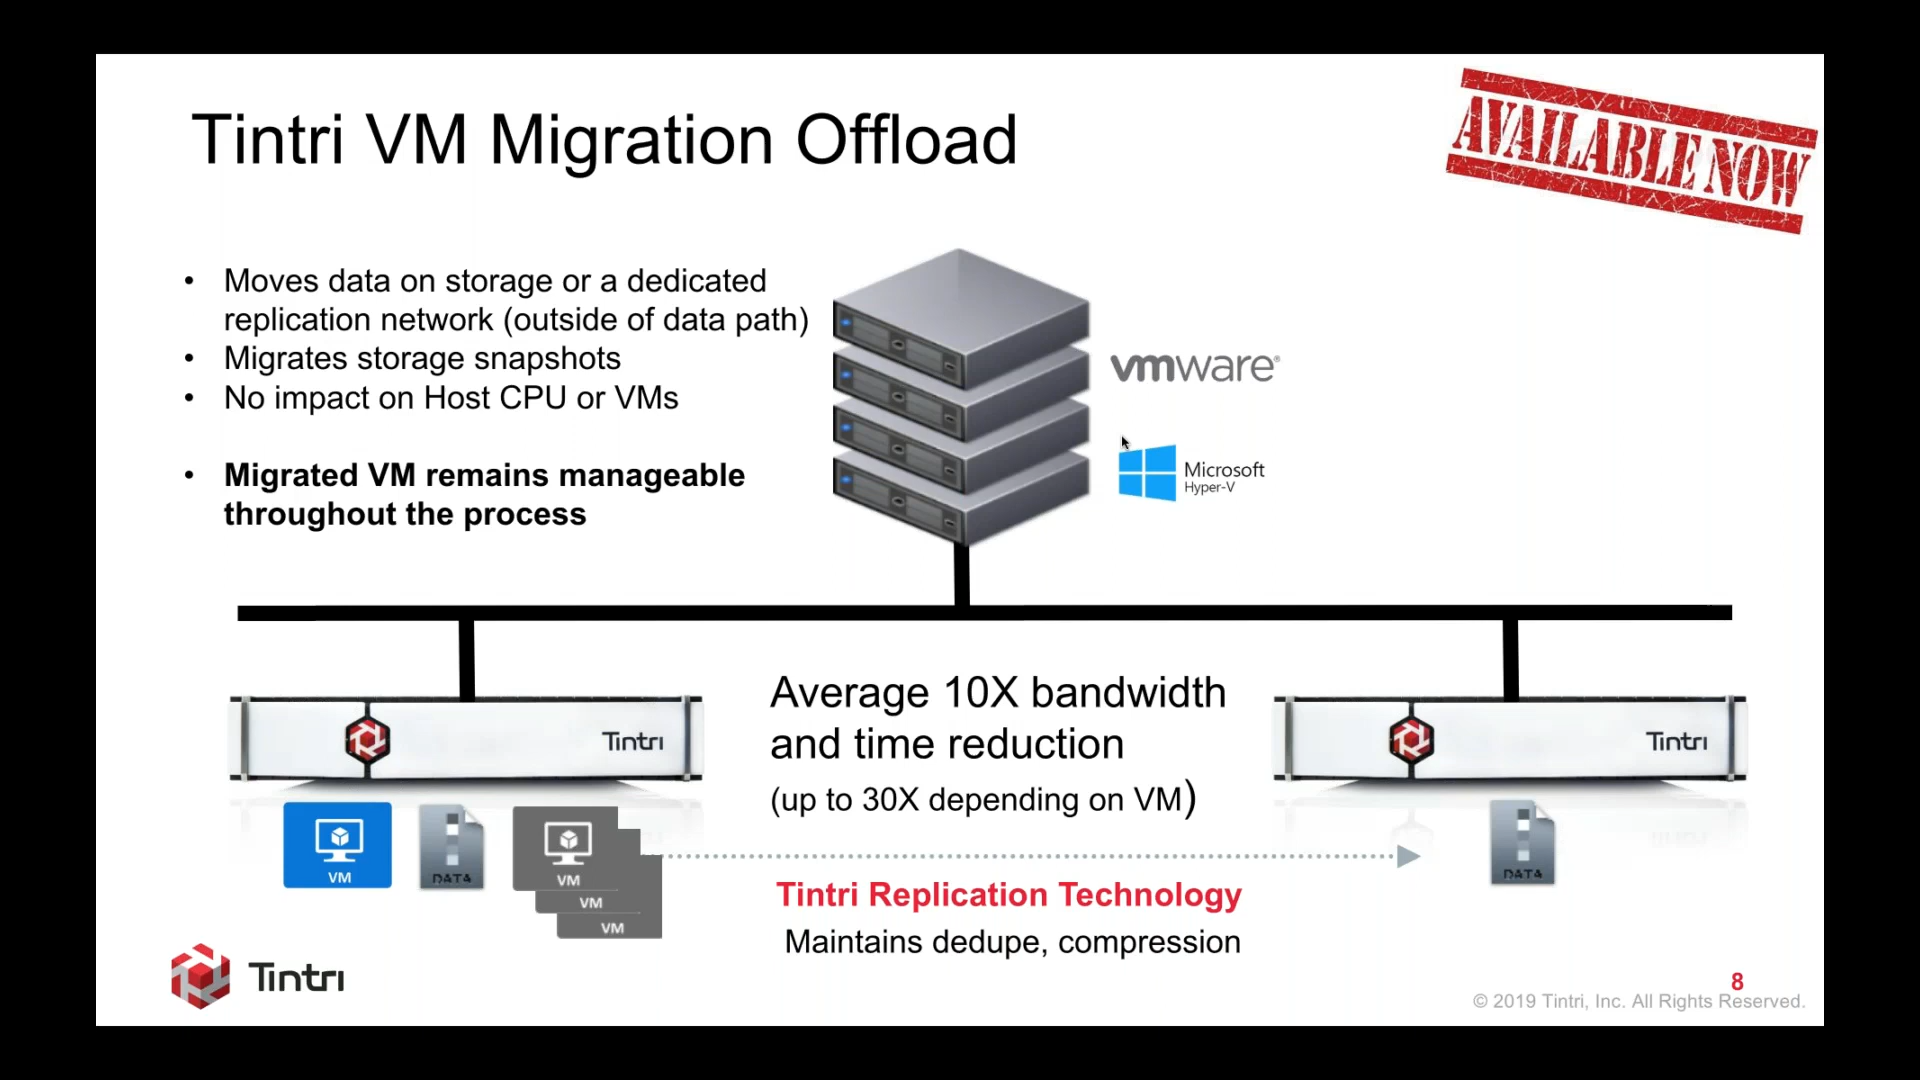 Tintri VM Migration Offload
AVAILABLE NOW
• Moves data on storage or a dedicated
replication network (outside of data path)
• Migrates storage snapshots
• No impact on Host CPU or VMs
• Migrated VM remains manageable
throughout the process
vmware®
Microsoft
Hyper-V
Tintri
Average 10X bandwidth
and time reduction
(up to 30X depending on VM)
Tintri
VM
DATA
VM
VM
VM
DATA
Tintri Replication Technology
Maintains dedupe, compression
Tintri
8
© 2019 Tintri, Inc. All Rights Reserved.